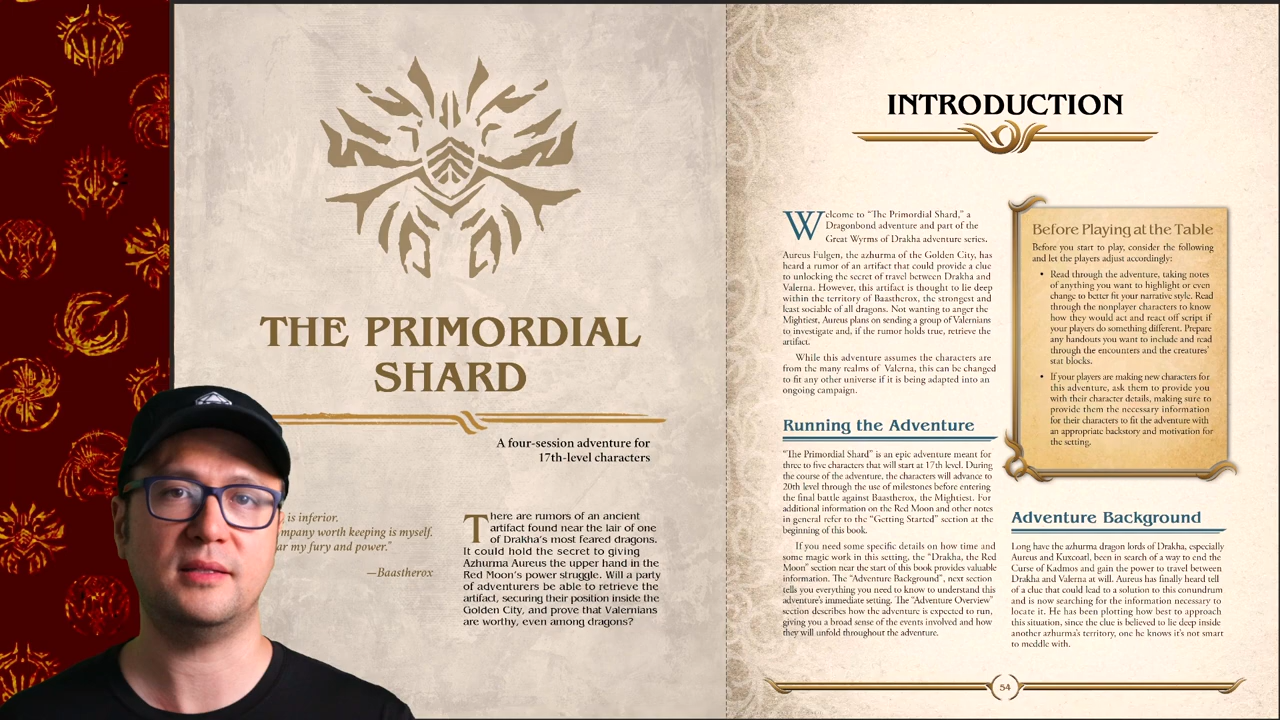 THE PRIMORDIAL
SHARD
A four-session adventure for
17th-level characters
is inferior.
mpany worth keeping is myself.
ar my fury and power.”
—Baastherox
There are rumors of an ancient
artifact found near the lair of one
of Drakha’s most feared dragons.
It could hold the secret to giving
Azhurma Aureus the upper hand in the
Red Moon’s power struggle. Will a party
of adventurers be able to retrieve the
artifact, securing their position inside the
Golden City, and prove that Valernians
are worthy, even among dragons?
INTRODUCTION
Welcome to “The Primordial Shard,” a
Dragonbond adventure and part of the
Great Wyrms of Drakha adventure series.
Aureus Fulgen, the azhurma of the Golden City, has
heard a rumor of an artifact that could provide a clue
to unlocking the secret of travel between Drakha and
Valerna. However, this artifact is thought to lie deep
within the territory of Baastherox, the strongest and
least sociable of all dragons. Not wanting to anger the
Mightiest, Aureus plans on sending a group of Valernians
to investigate and, if the rumor holds true, retrieve the
artifact.
While this adventure assumes the characters are
from the many realms of Valerna, this can be changed
to fit any other universe if it is being adapted into an
ongoing campaign.
Running the Adventure
“The Primordial Shard” is an epic adventure meant for
three to five characters that will start at 17th level. During
the course of the adventure, the characters will advance to
20th level through the use of milestones before entering
the final battle against Baastherox, the Mightiest. For
additional information on the Red Moon and other notes
in general refer to the “Getting Started” section at the
beginning of this book.
If you need some specific details on how time and
some magic work in this setting, the “Drakha, the Red
Moon” section near the start of this book provides valuable
information. The “Adventure Background”, next section
tells you everything you need to know to understand this
adventure’s immediate setting. The “Adventure Overview”
section describes how the adventure is expected to run,
giving you a broad sense of the events involved and how
they will unfold throughout the adventure.
Before Playing at the Table
Before you start to play, consider the following
and let the players adjust accordingly:
• Read through the adventure, taking notes
of anything you want to highlight or even
change to better fit your narrative style. Read
through the nonplayer characters to know
how they would act and react off script if
your players do something different. Prepare
any handouts you want to include and read
through the encounters and the creatures’
stat blocks.
• If your players are making new characters for
this adventure, ask them to provide you
with their character details, making sure to
provide them the necessary information
for their characters to fit the adventure with
an appropriate backstory and motivation for
the setting.
Adventure Background
Long have the azhurma dragon lords of Drakha, especially
Aureus and Kuxcoatl, been in search of a way to end the
Curse of Kadmos and gain the power to travel between
Drakha and Valerna at will. Aureus has finally heard tell
of a clue that could lead to a solution to this conundrum
and is now searching for the information necessary to
locate it. He has been plotting how best to approach
this situation, since the clue is believed to lie deep inside
another azhurma’s territory, one he knows it’s not smart
to meddle with.
54